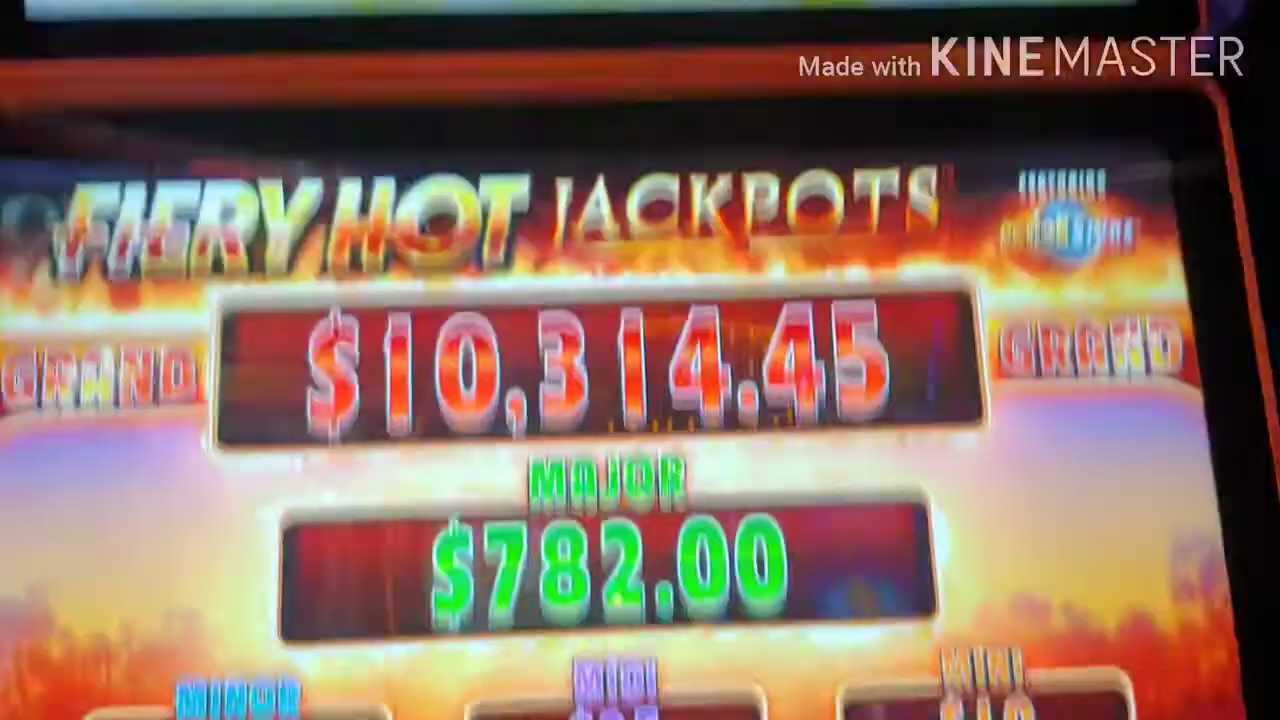 Made with KINEMASTER
FIERY HOT JACKPOTS
GRAND $10,314.45 GRAND
MAJOR
$782.00
MINOR MIDI MINI